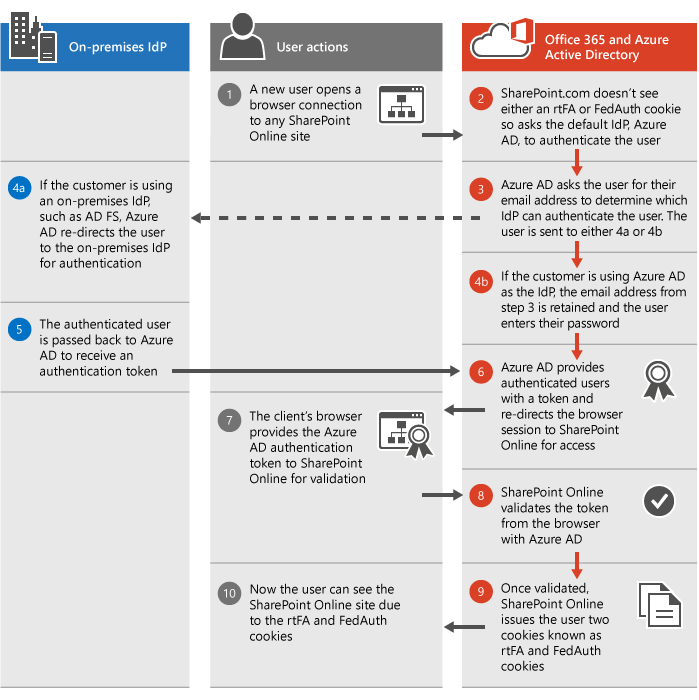 On-premises IdP
User actions
Office 365 and Azure
Active Directory
1
A new user opens a
browser connection
to any SharePoint
Online site
2
SharePoint.com doesn't see
either an rtFA or FedAuth cookie
so asks the default IdP, Azure
AD, to authenticate the user
3
Azure AD asks the user for their
email address to determine which
IdP can authenticate the user. The
user is sent to either 4a or 4b
4a
If the customer is using
an on-premises IdP,
such as AD FS, Azure
AD re-directs the user
to the on-premises IdP
for authentication
4b
If the customer is using Azure AD
as the IdP, the email address from
step 3 is retained and the user
enters their password
5
The authenticated user
is passed back to Azure
AD to receive an
authentication token
6
Azure AD provides
authenticated users
with a token and
re-directs the browser
session to SharePoint
Online for access
7
The client's browser
provides the Azure
AD authentication
token to SharePoint
Online for validation
8
SharePoint Online
validates the token
from the browser
with Azure AD
9
Once validated,
SharePoint Online
issues the user two
cookies known as
rtFA and FedAuth
cookies
10
Now the user can see the
SharePoint Online site due
to the rtFA and FedAuth
cookies